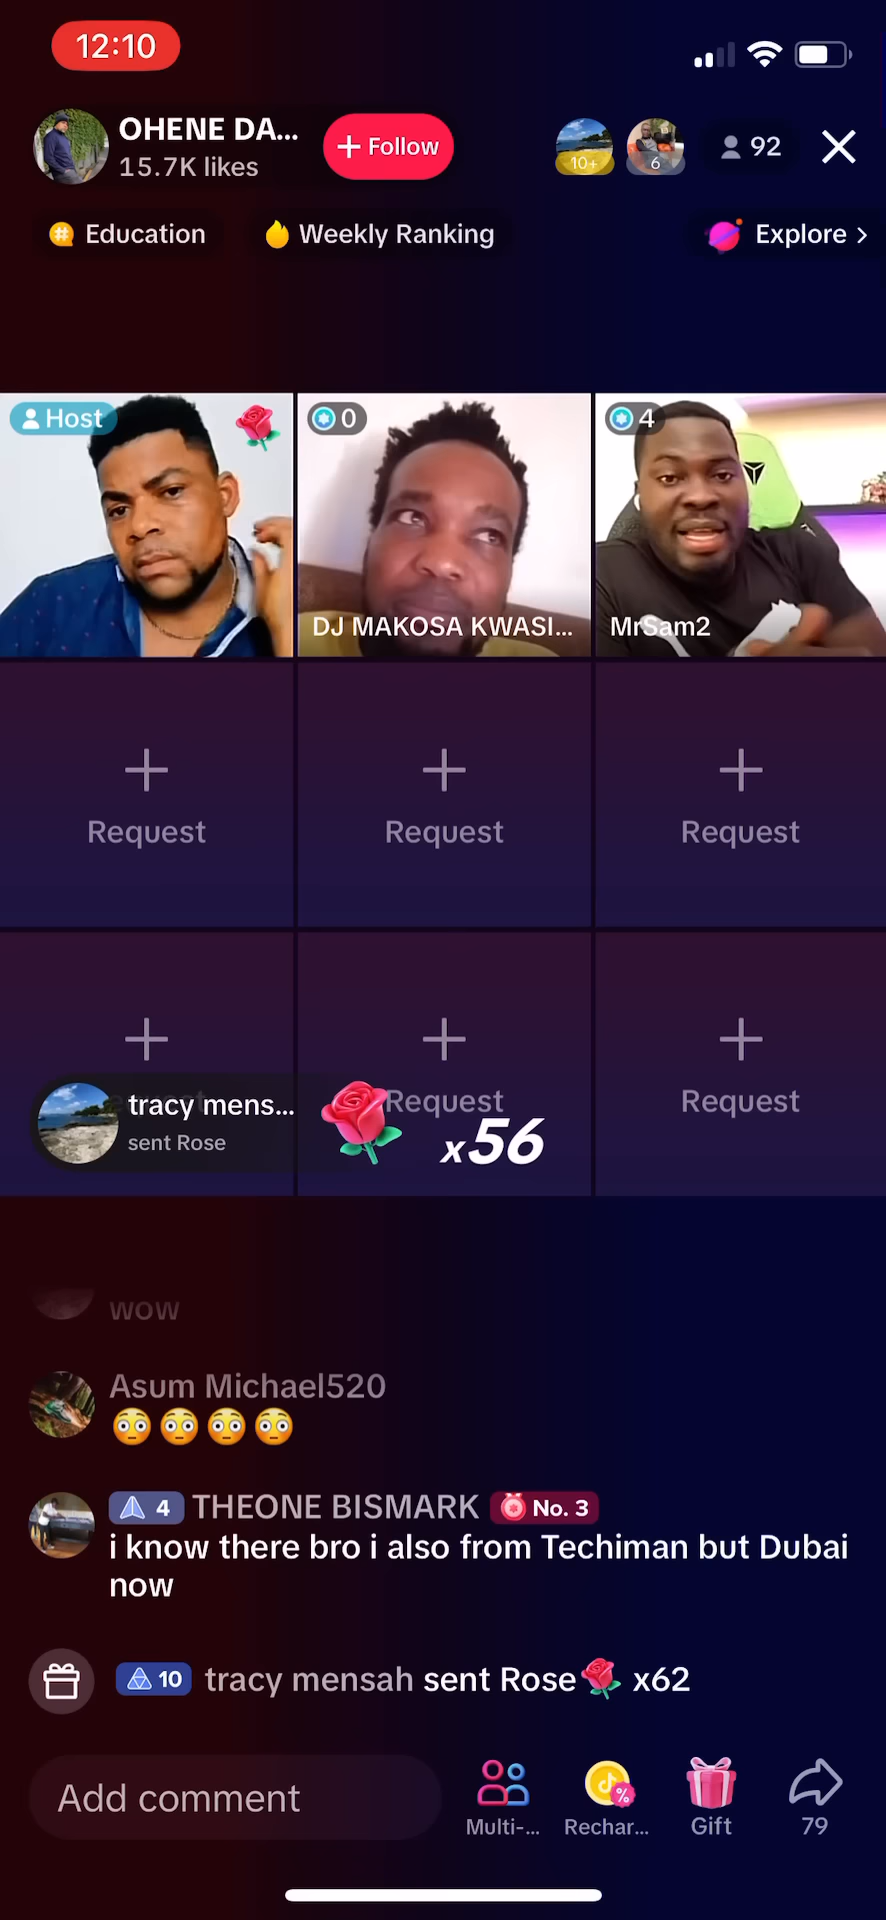 12:10
OHENE DA...
15.7K likes
+ Follow
10+
6
92
Education
Weekly Ranking
Explore >
Host
0
4
DJ MAKOSA KWASI...
MrSam2
Request
Request
Request
Request
Request
tracy mens...
sent Rose
x56
wow
Asum Michael520
4 THEONE BISMARK No. 3
i know there bro i also from Techiman but Dubai
now
10 tracy mensah sent Rose x62
Add comment
Multi-...
Rechar...
Gift
79